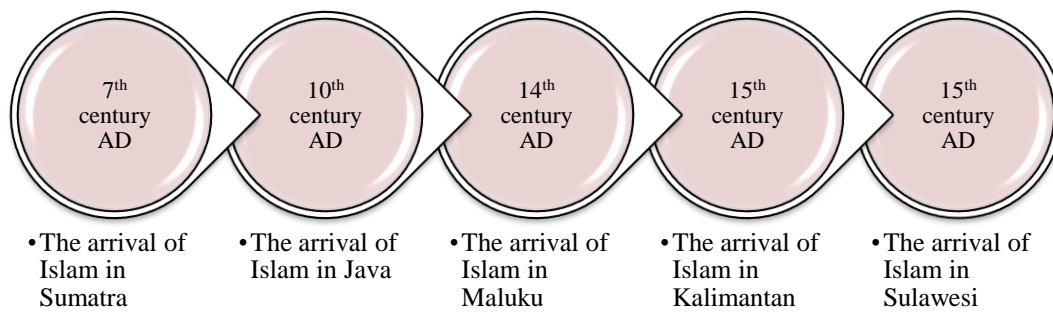 7th
century
AD
10th
century
AD
14th
century
AD
15th
century
AD
15th
century
AD
•The arrival of
Islam in
Sumatra
•The arrival of
Islam in Java
•The arrival of
Islam in
Maluku
•The arrival of
Islam in
Kalimantan
•The arrival of
Islam in
Sulawesi